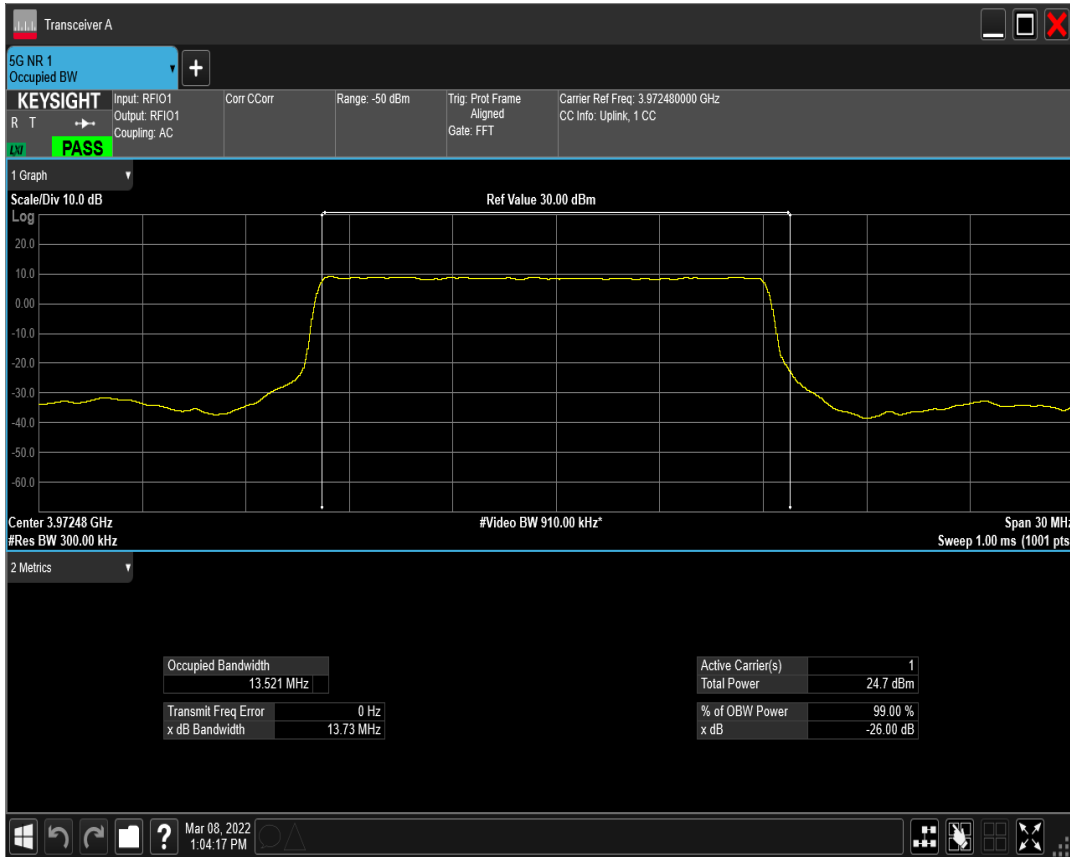 Transceiver A
5G NR 1
Occupied BW
+
KEYSIGHT
R T
LXI
PASS
Input: RFIO1
Output: RFIO1
Coupling: AC
Corr CCorr
Range: -50 dBm
Trig: Prot Frame
Aligned
Gate: FFT
Carrier Ref Freq: 3.972480000 GHz
CC Info: Uplink, 1 CC
1 Graph
Scale/Div 10.0 dB
Ref Value 30.00 dBm
Log
20.0
10.0
0.00
-10.0
-20.0
-30.0
-40.0
-50.0
-60.0
Center 3.97248 GHz
#Video BW 910.00 kHz*
Span 30 MHz
#Res BW 300.00 kHz
Sweep 1.00 ms (1001 pts
2 Metrics
Occupied Bandwidth
13.521 MHz
Transmit Freq Error 0 Hz
x dB Bandwidth 13.73 MHz
Active Carrier(s) 1
Total Power 24.7 dBm
% of OBW Power 99.00 %
x dB -26.00 dB
?
Mar 08, 2022
1:04:17 PM